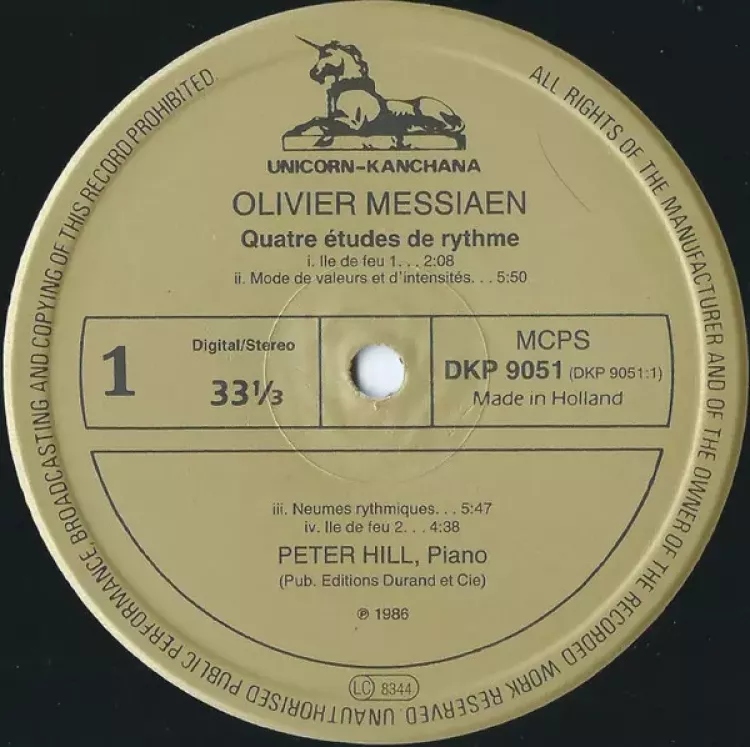 UNICORN-KANCHANA
OLIVIER MESSIAEN
Quatre études de rythme
i. Ile de feu 1. . . 2:08
ii. Mode de valeurs et d'intensités. . . 5:50
1
Digital/Stereo
33⅓
MCPS
DKP 9051 (DKP 9051:1)
Made in Holland
iii. Neumes rythmiques. . . 5:47
iv. Ile de feu 2. . . 4:38
PETER HILL, Piano
(Pub. Editions Durand et Cie)
℗ 1986
LC 8344
ALL RIGHTS OF THE MANUFACTURER AND OF THE OWNER OF THE RECORDED WORK RESERVED. UNAUTHORISED PUBLIC PERFORMANCE, BROADCASTING AND COPYING OF THIS RECORD PROHIBITED